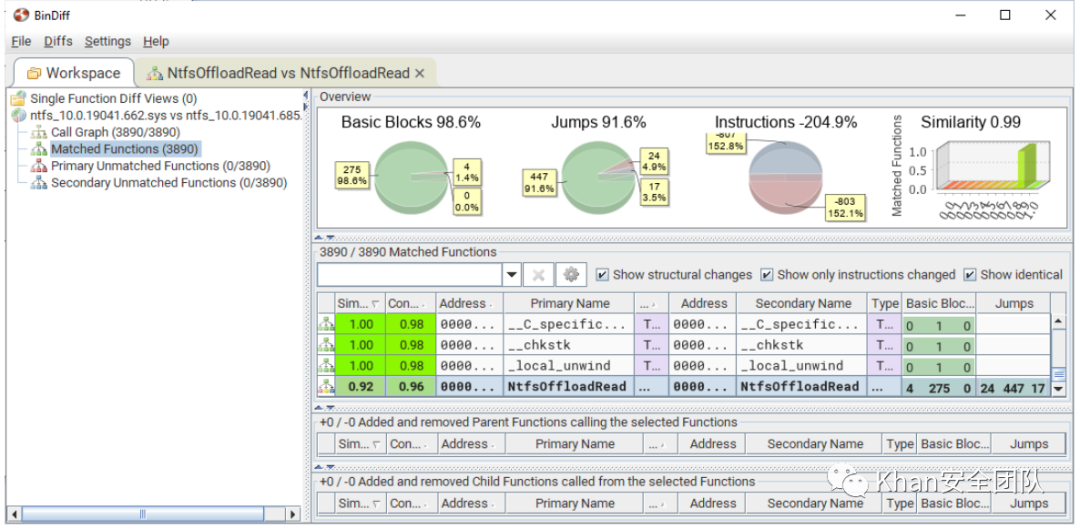 BinDiff
File Diffs Settings Help
Workspace
NtfsOffloadRead vs NtfsOffloadRead
Single Function Diff Views (0)
ntfs_10.0.19041.662.sys vs ntfs_10.0.19041.685.
Call Graph (3890/3890)
Matched Functions (3890)
Primary Unmatched Functions (0/3890)
Secondary Unmatched Functions (0/3890)
Overview
Basic Blocks 98.6%
275
98.6%
4
1.4%
0
0.0%
Jumps 91.6%
447
91.6%
24
4.9%
17
3.5%
Instructions -204.9%
-807
152.8%
-803
152.1%
Similarity 0.99
Matched Functions
1.0
0.5
0.0
3890 / 3890 Matched Functions
Show structural changes Show only instructions changed Show identical
Sim... Con... Address Primary Name ... Address Secondary Name Type Basic Bloc... Jumps
1.00 0.98 0000... __C_specific... T... 0000... __C_specific... T... 0 1 0
1.00 0.98 0000... __chkstk T... 0000... __chkstk T... 0 1 0
1.00 0.98 0000... _local_unwind T... 0000... _local_unwind T... 0 1 0
0.92 0.96 0000... NtfsOffloadRead ... 0000... NtfsOffloadRead ... 4 275 0 24 447 17
+0 / -0 Added and removed Parent Functions calling the selected Functions
Sim... Con... Address Primary Name ... Address Secondary Name Type Basic Bloc... Jumps
+0 / -0 Added and removed Child Functions called from the selected Functions
Sim... Con... Address Primary Name ... Address Secondary Name Type Basic Bloc... Jumps
Khan安全团队